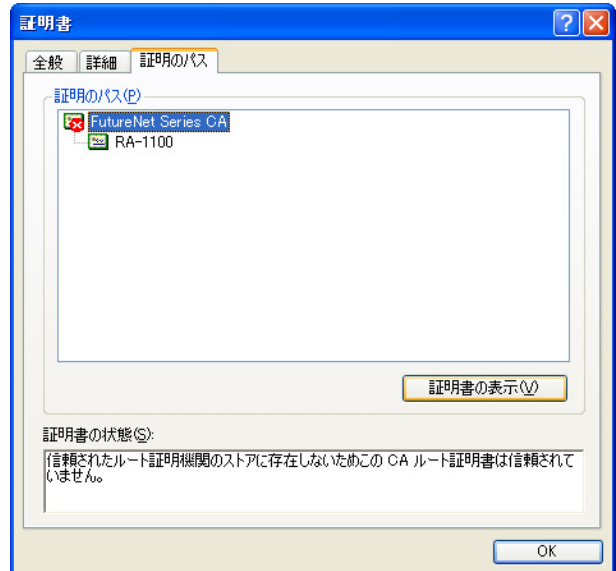 証明書
全般 詳細 証明のパス
証明のパス(P)
FutureNet Series CA
RA-1100
証明書の表示(V)
証明書の状態(S):
信頼されたルート証明機関のストアに存在しないためこの CA ルート証明書は信頼されて
いません。
OK